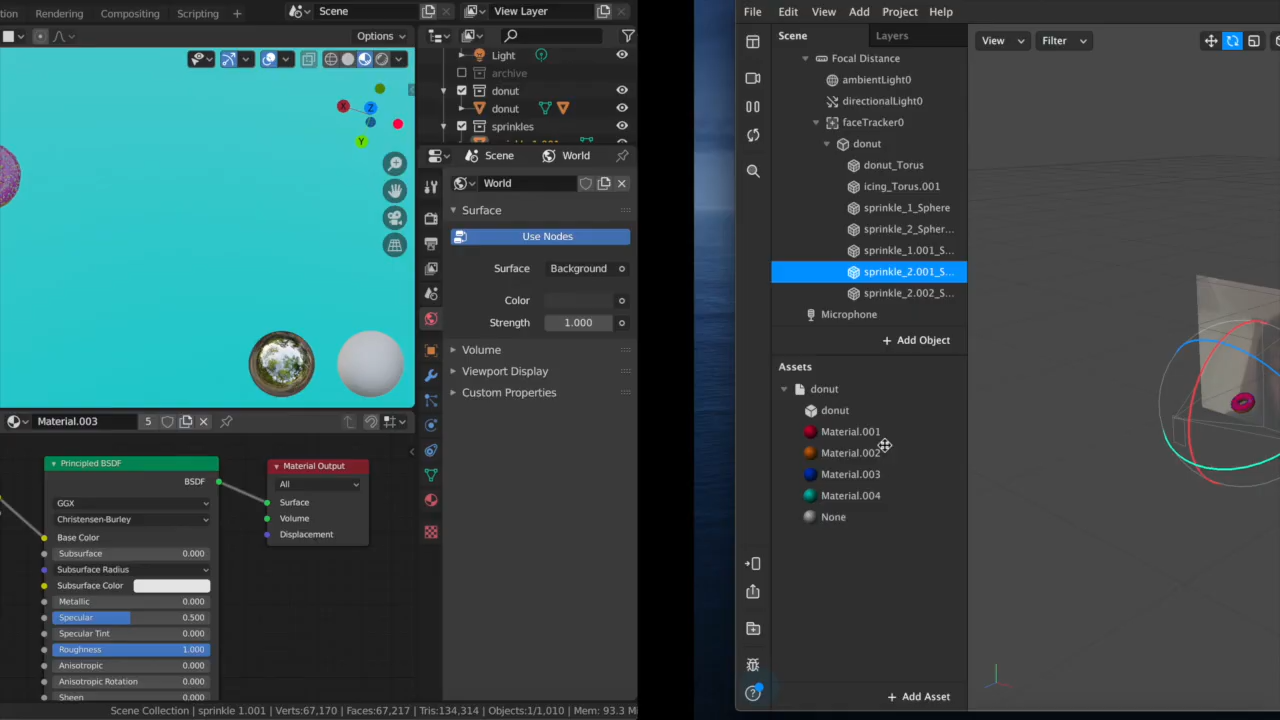 tion Rendering Compositing Scripting +
Scene
View Layer
Options
X
Z
Y
Light
archive
donut
donut
sprinkles
Scene
World
World
Surface
Use Nodes
Surface Background
Color
Strength 1.000
Volume
Viewport Display
Custom Properties
Material.003 5
Principled BSDF
BSDF
GGX
Christensen-Burley
Base Color
Subsurface 0.000
Subsurface Radius
Subsurface Color
Metallic 0.000
Specular 0.500
Specular Tint 0.000
Roughness 1.000
Anisotropic 0.000
Anisotropic Rotation 0.000
Sheen 0.000
Material Output
All
Surface
Volume
Displacement
Scene Collection | sprinkle 1.001 | Verts:67,170 | Faces:67,217 | Tris:134,314 | Objects:1/1,010 | Mem: 93.3 M
File Edit View Add Project Help
Scene
Layers
View
Filter
Focal Distance
ambientLight0
directionalLight0
faceTracker0
donut
donut_Torus
icing_Torus.001
sprinkle_1_Sphere
sprinkle_2_Spher...
sprinkle_1.001_S...
sprinkle_2.001_S...
sprinkle_2.002_S...
Microphone
+ Add Object
Assets
donut
donut
Material.001
Material.002
Material.003
Material.004
None
+ Add Asset